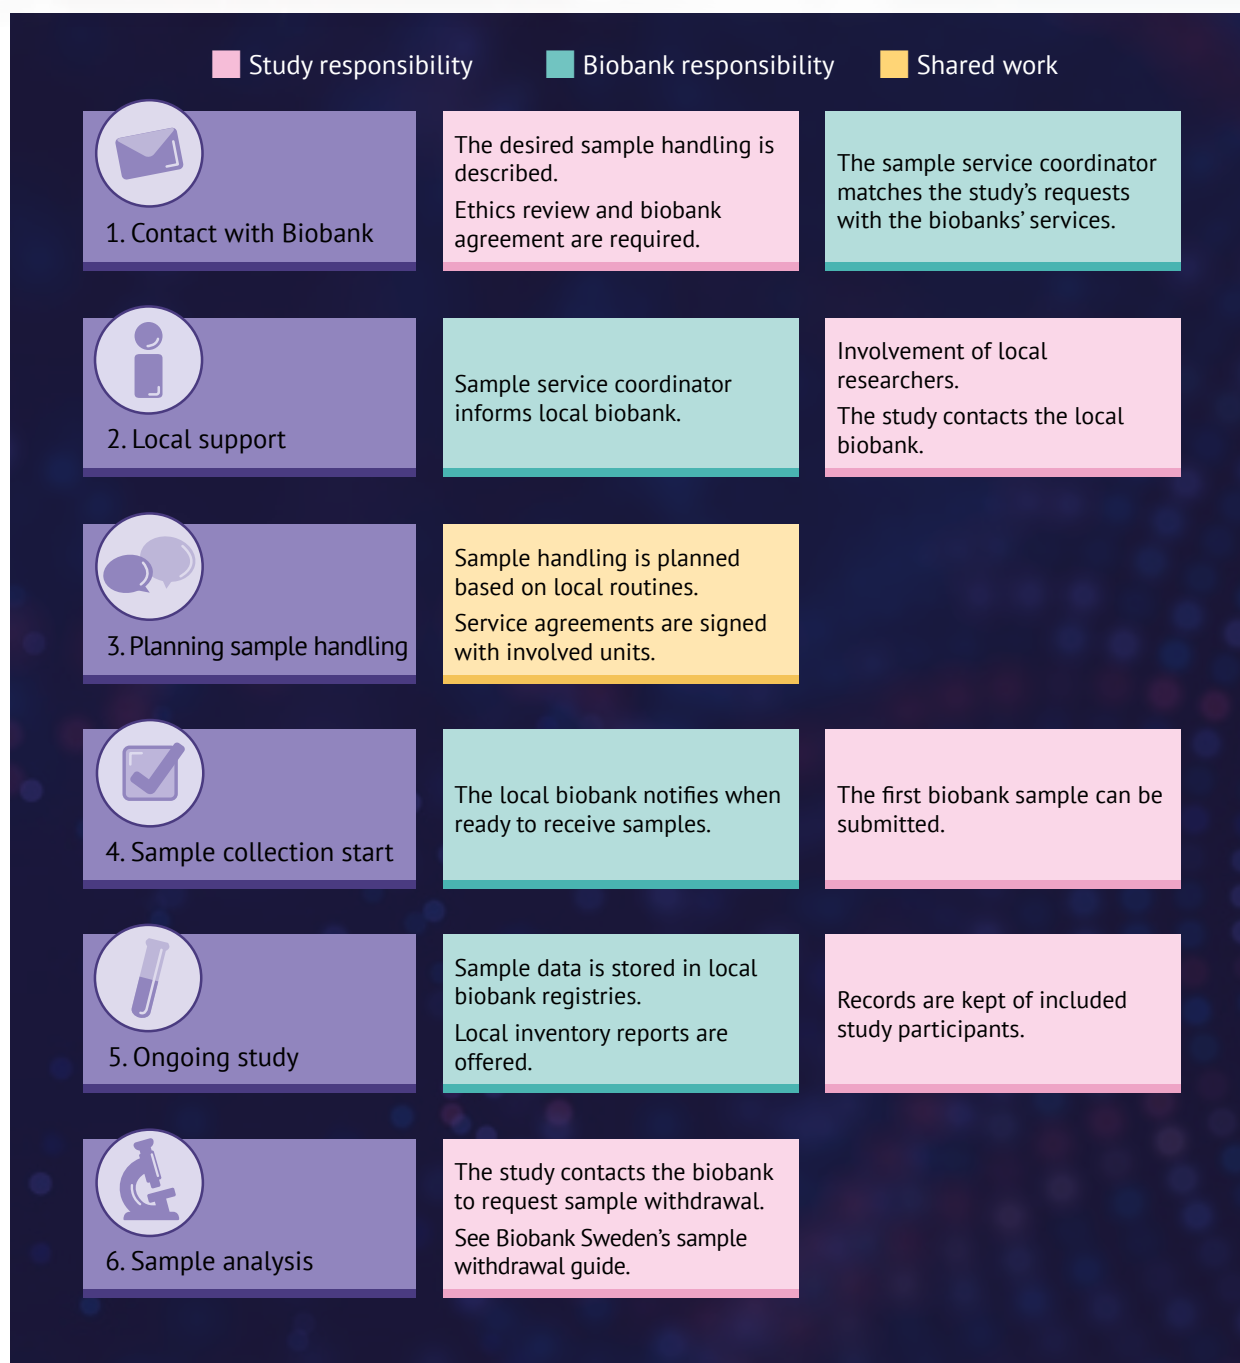 Study responsibility
Biobank responsibility
Shared work
1. Contact with Biobank
The desired sample handling is
described.
Ethics review and biobank
agreement are required.
The sample service coordinator
matches the study’s requests
with the biobanks’ services.
2. Local support
Sample service coordinator
informs local biobank.
Involvement of local
researchers.
The study contacts the local
biobank.
3. Planning sample handling
Sample handling is planned
based on local routines.
Service agreements are signed
with involved units.
4. Sample collection start
The local biobank notifies when
ready to receive samples.
The first biobank sample can be
submitted.
5. Ongoing study
Sample data is stored in local
biobank registries.
Local inventory reports are
offered.
Records are kept of included
study participants.
6. Sample analysis
The study contacts the biobank
to request sample withdrawal.
See Biobank Sweden’s sample
withdrawal guide.